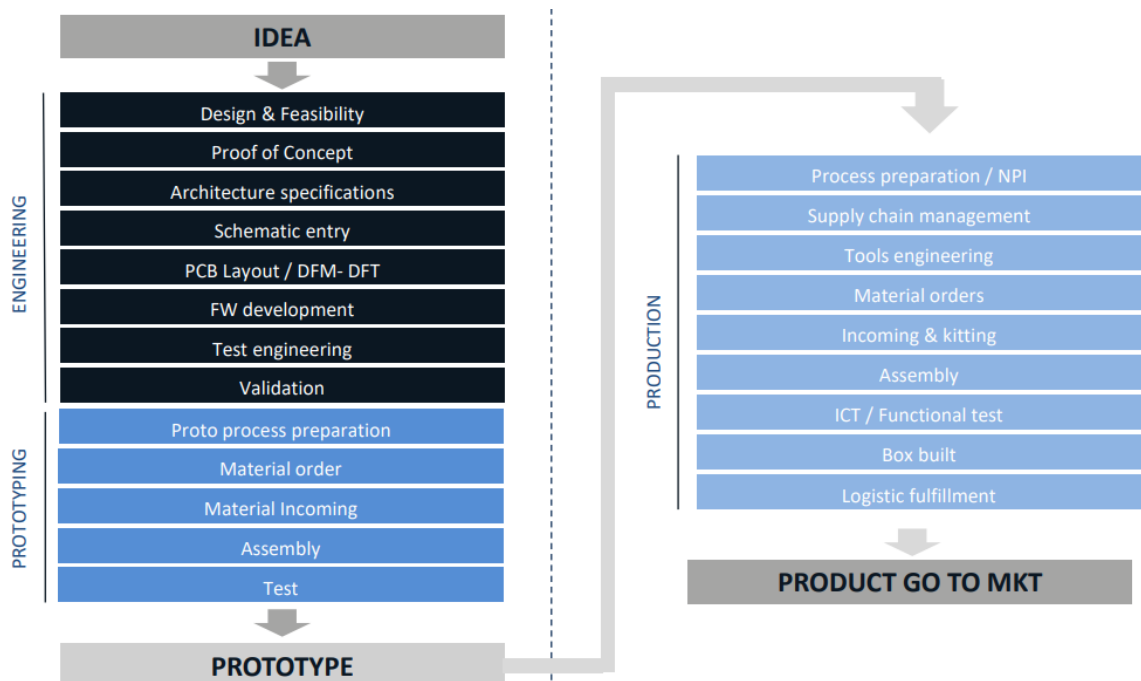 IDEA
ENGINEERING
Design & Feasibility
Proof of Concept
Architecture specifications
Schematic entry
PCB Layout / DFM- DFT
FW development
Test engineering
Validation
PROTOTYPING
Proto process preparation
Material order
Material Incoming
Assembly
Test
PROTOTYPE
PRODUCTION
Process preparation / NPI
Supply chain management
Tools engineering
Material orders
Incoming & kitting
Assembly
ICT / Functional test
Box built
Logistic fulfillment
PRODUCT GO TO MKT